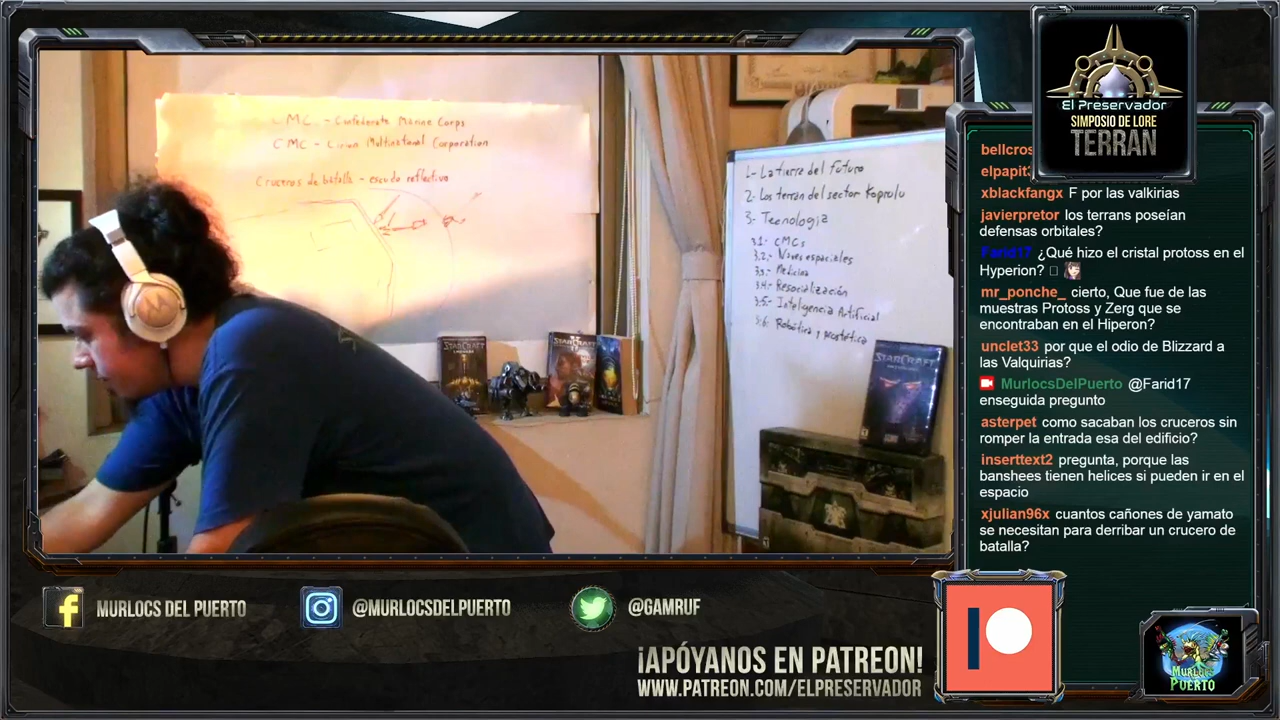 CMC - Confederate Marine Corps
CMC - Cirion Multinational Corporation
Cruceros de batalla - escudo reflectivo
1- La tierra del futuro
2- Los terran del sector Koprulu
3- Tecnologia
3.1- CMCs
3.2- Naves espaciales
3.3- Medicina
3.4- Resocialización
3.5- Inteligencia Artificial
3.6- Robótica y prostética
STARCRAFT
STARCRAFT
STARCRAFT
El Preservador
SIMPOSIO DE LORE
TERRAN
bellcros
elpapit
xblackfangx F por las valkirias
javierpretor los terrans poseían
defensas orbitales?
Farid17 ¿Qué hizo el cristal protoss en el
Hyperion?
mr_ponche_ cierto, Que fue de las
muestras Protoss y Zerg que se
encontraban en el Hiperon?
unclet33 por que el odio de Blizzard a
las Valquirias?
MurlocsDelPuerto @Farid17
enseguida pregunto
asterpet como sacaban los cruceros sin
romper la entrada esa del edificio?
inserttext2 pregunta, porque las
banshees tienen helices si pueden ir en el
espacio
xjulian96x cuantos cañones de yamato
se necesitan para derribar un crucero de
batalla?
MURLOCS DEL PUERTO
@MURLOCSDELPUERTO
@GAMRUF
¡APÓYANOS EN PATREON!
WWW.PATREON.COM/ELPRESERVADOR
MURLOCS
PUERTO